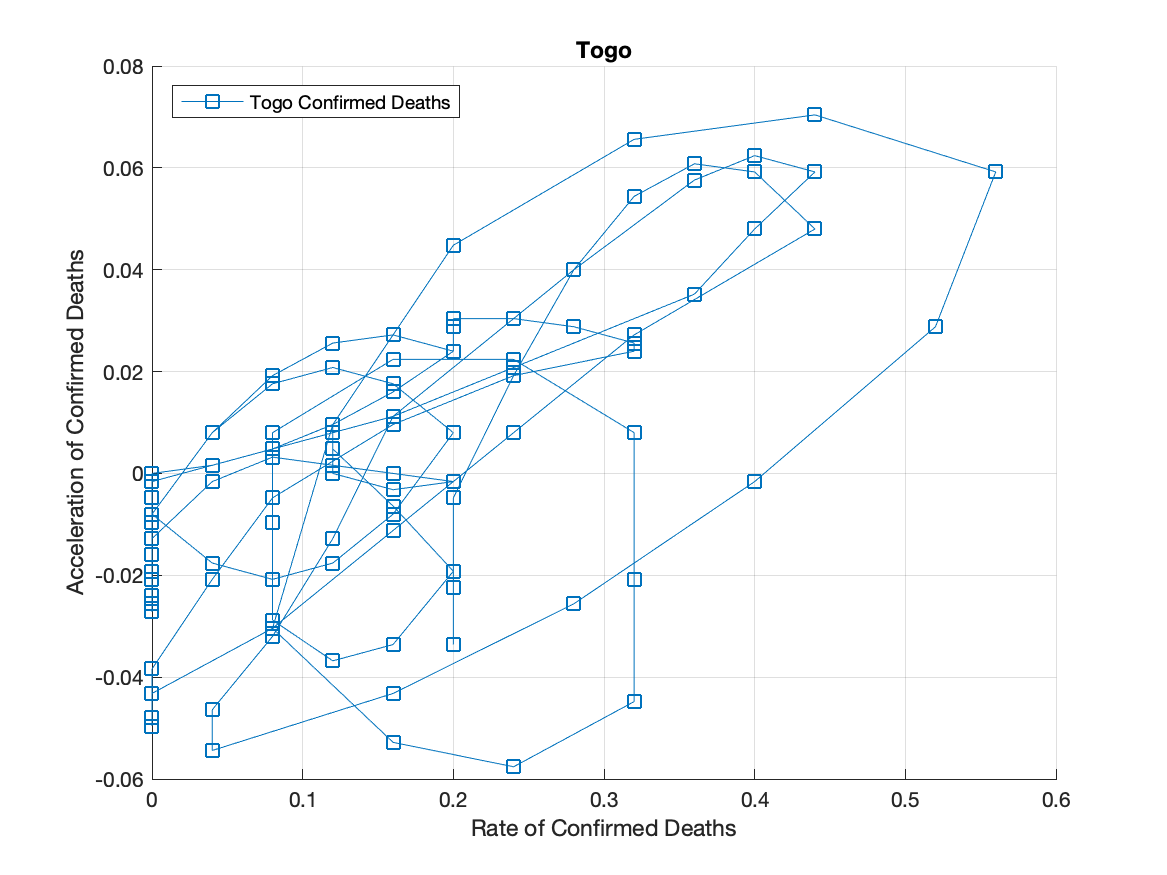 Togo
Togo Confirmed Deaths
0.08
0.06
0.04
0.02
0
-0.02
-0.04
-0.06
Acceleration of Confirmed Deaths
0 0.1 0.2 0.3 0.4 0.5 0.6
Rate of Confirmed Deaths